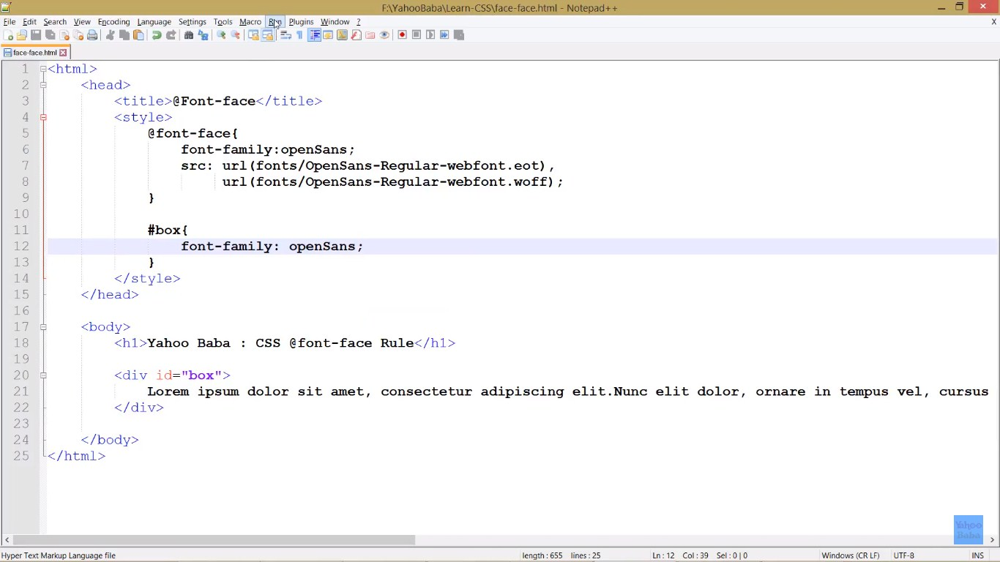 F:\YahooBaba\Learn-CSS\face-face.html - Notepad++
File Edit Search View Encoding Language Settings Tools Macro Run Plugins Window ? X
face-face.html
1 <html>
2 <head>
3 <title>@Font-face</title>
4 <style>
5 @font-face{
6 font-family:openSans;
7 src: url(fonts/OpenSans-Regular-webfont.eot),
8 url(fonts/OpenSans-Regular-webfont.woff);
9 }
10
11 #box{
12 font-family: openSans;
13 }
14 </style>
15 </head>
16
17 <body>
18 <h1>Yahoo Baba : CSS @font-face Rule</h1>
19
20 <div id="box">
21 Lorem ipsum dolor sit amet, consectetur adipiscing elit.Nunc elit dolor, ornare in tempus vel, cursus
22 </div>
23
24 </body>
25 </html>
Yahoo
Baba
Hyper Text Markup Language file length : 655 lines : 25 Ln : 12 Col : 39 Sel : 0 | 0 Windows (CR LF) UTF-8 INS